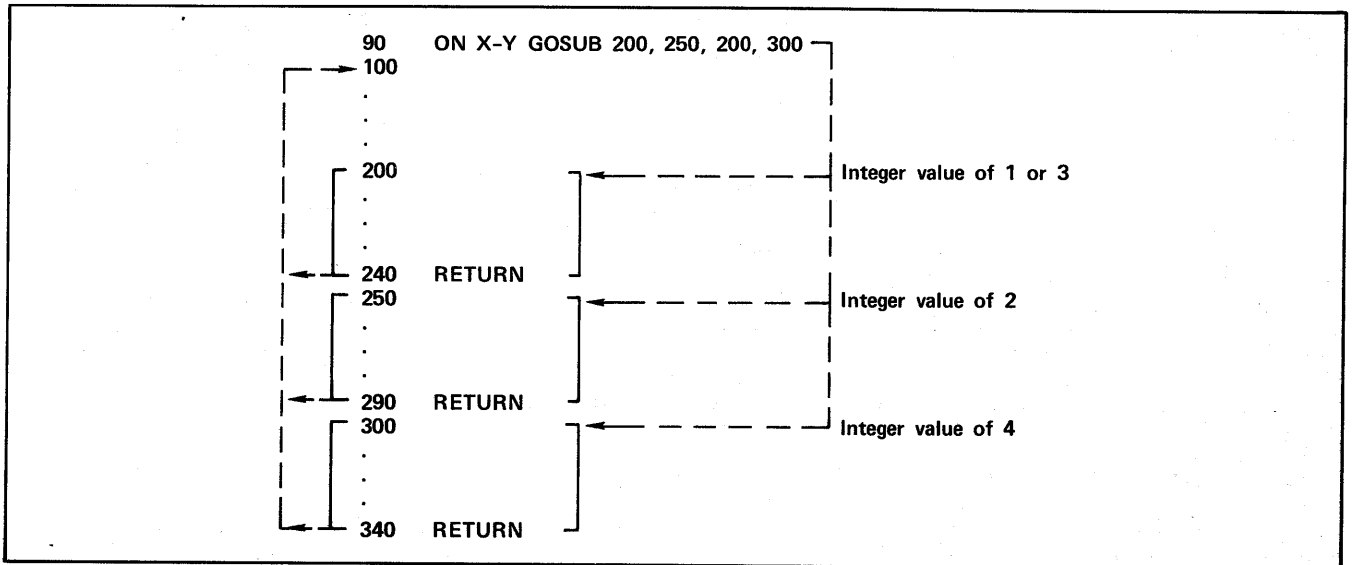 90 ON X-Y GOSUB 200, 250, 200, 300
100
.
.
.
200 Integer value of 1 or 3
.
.
.
240 RETURN
250 Integer value of 2
.
.
.
290 RETURN
300 Integer value of 4
.
.
.
340 RETURN